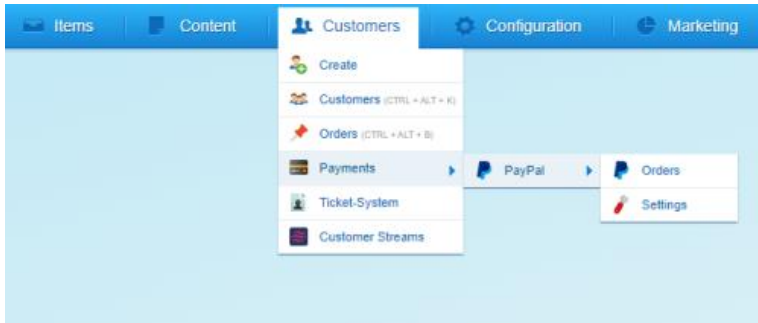 Items Content Customers Configuration Marketing
Create
Customers (CTRL + ALT + K)
Orders (CTRL + ALT + B)
Payments PayPal Orders
Ticket-System Settings
Customer Streams